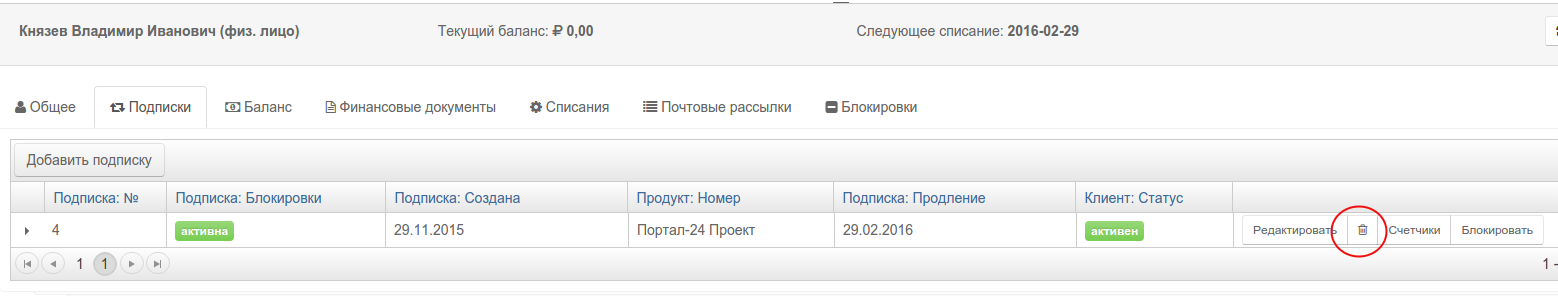 Князев Владимир Иванович (физ. лицо) Текущий баланс: ₽ 0,00 Следующее списание: 2016-02-29
Общее Подписки Баланс Финансовые документы Списания Почтовые рассылки Блокировки
Добавить подписку
Подписка: № Подписка: Блокировки Подписка: Создана Продукт: Номер Подписка: Продление Клиент: Статус
4 активна 29.11.2015 Портал-24 Проект 29.02.2016 активен Редактировать Счетчики Блокировать
1 1 1 -